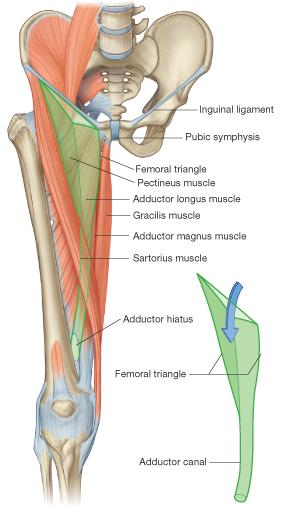 Inguinal ligament
Pubic symphysis
Femoral triangle
Pectineus muscle
Adductor longus muscle
Gracilis muscle
Adductor magnus muscle
Sartorius muscle
Adductor hiatus
Femoral triangle
Adductor canal